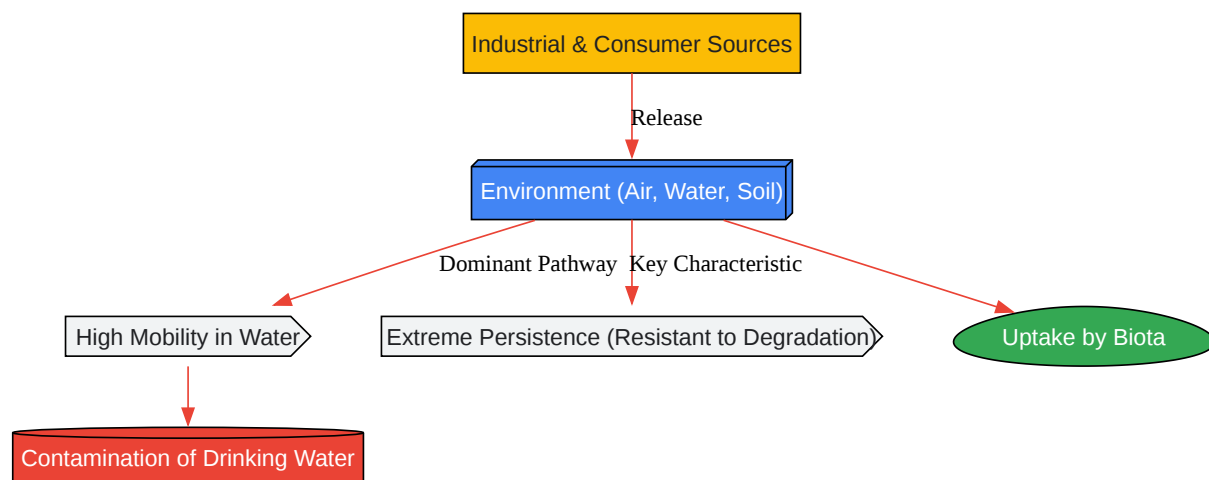 Industrial & Consumer Sources
Release
Environment (Air, Water, Soil)
Dominant Pathway
Key Characteristic
High Mobility in Water
Extreme Persistence (Resistant to Degradation)
Uptake by Biota
Contamination of Drinking Water